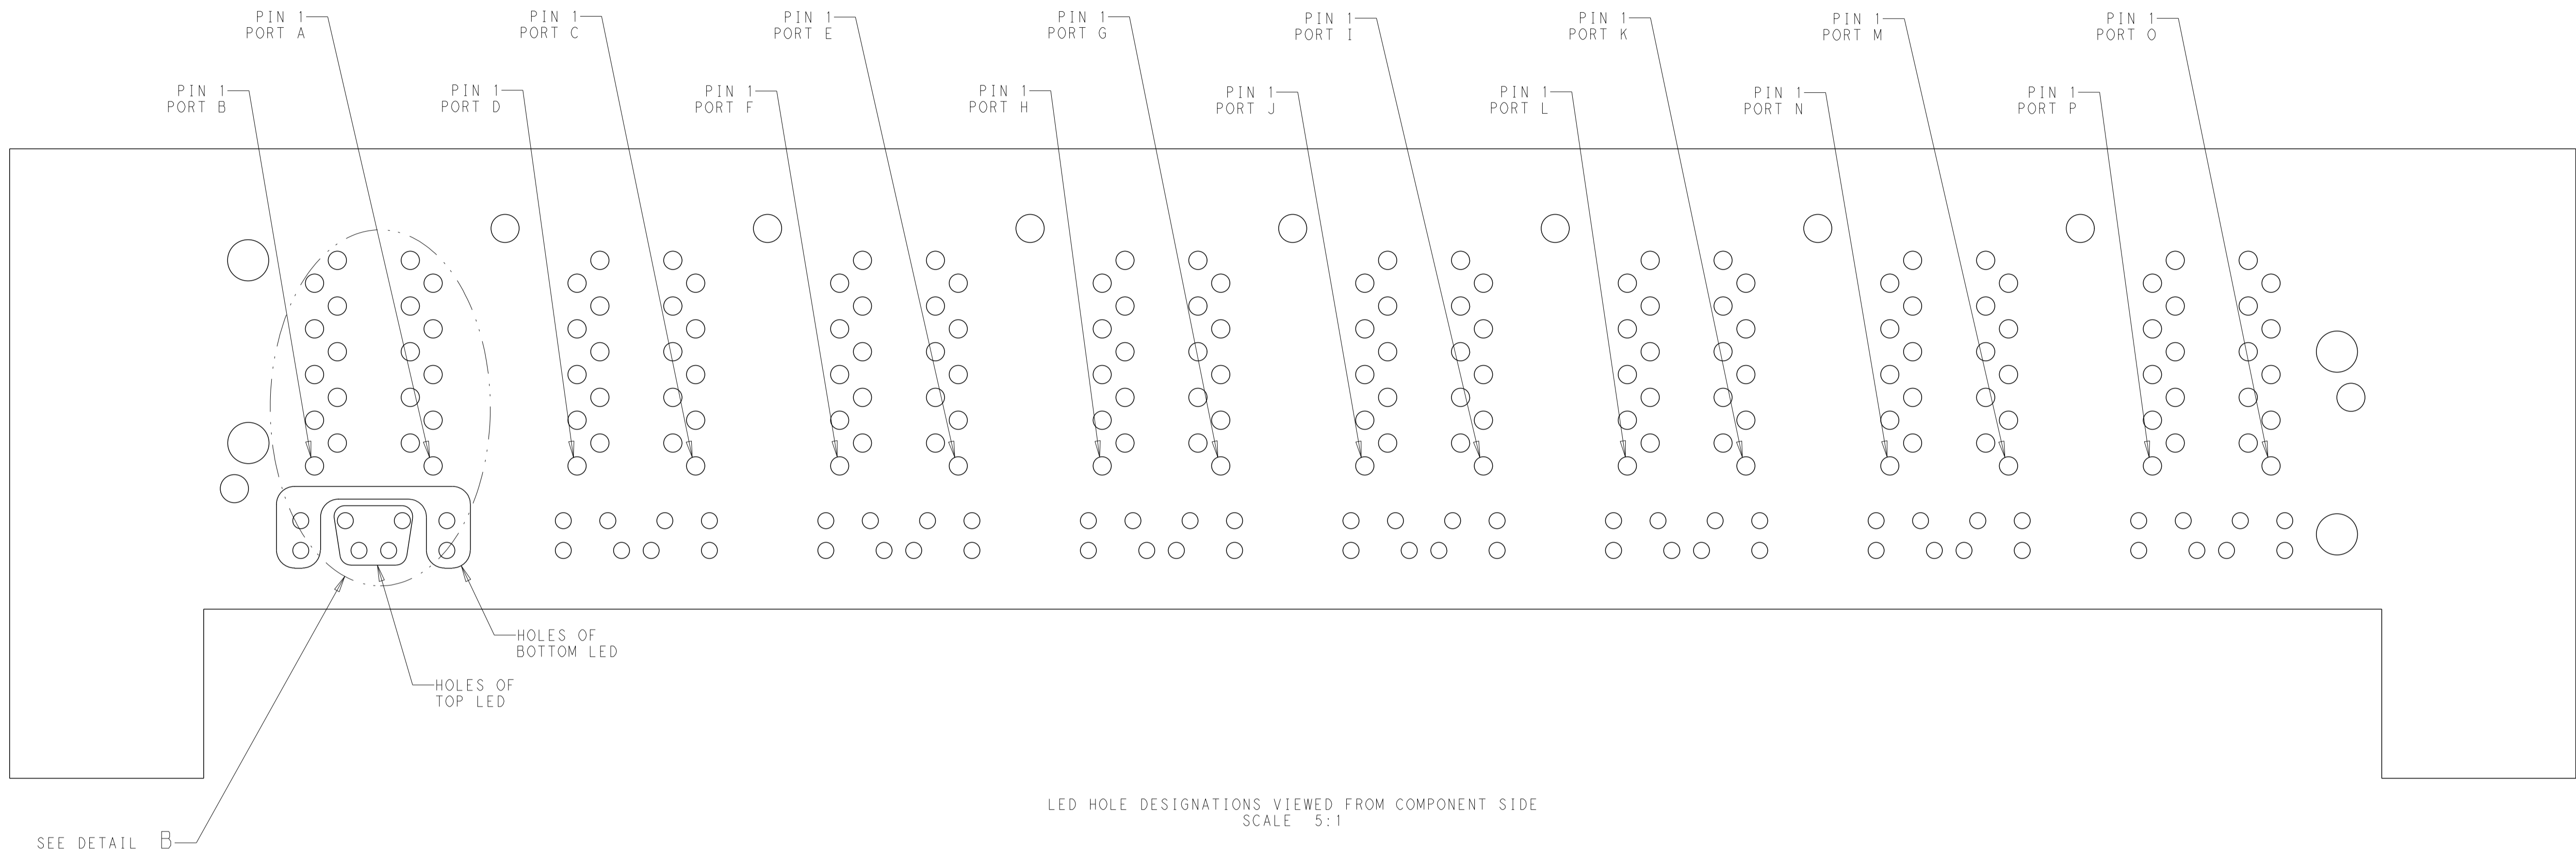 PIN 1
PORT A
PIN 1
PORT C
PIN 1
PORT E
PIN 1
PORT G
PIN 1
PORT I
PIN 1
PORT K
PIN 1
PORT M
PIN 1
PORT O
PIN 1
PORT B
PIN 1
PORT D
PIN 1
PORT F
PIN 1
PORT H
PIN 1
PORT J
PIN 1
PORT L
PIN 1
PORT N
PIN 1
PORT P
HOLES OF
BOTTOM LED
HOLES OF
TOP LED
LED HOLE DESIGNATIONS VIEWED FROM COMPONENT SIDE
SCALE 5:1
SEE DETAIL B